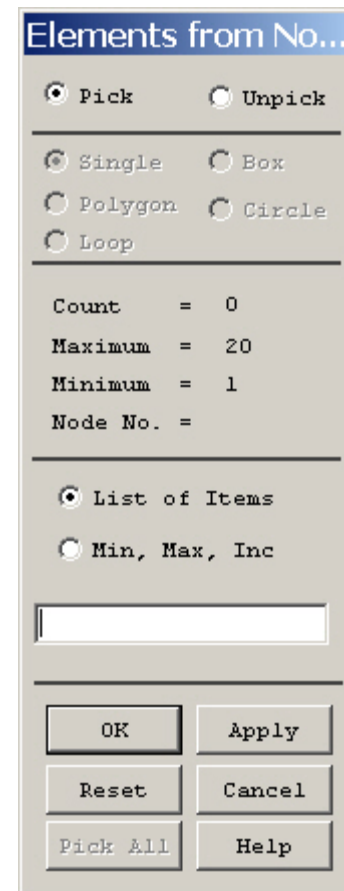 Elements from No...
Pick Unpick
Single Box
Polygon Circle
Loop
Count = 0
Maximum = 20
Minimum = 1
Node No. =
List of Items
Min, Max, Inc
OK Apply
Reset Cancel
Pick All Help